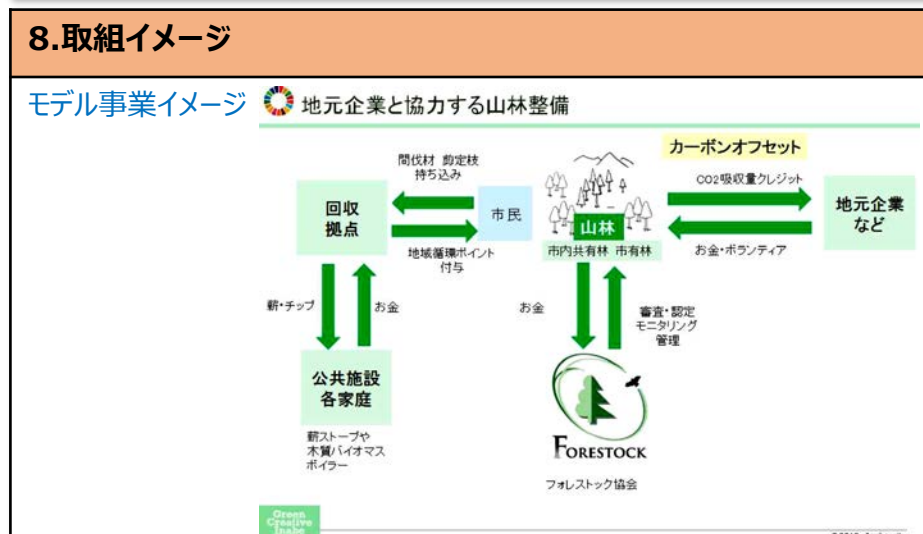 8.取組イメージ
モデル事業イメージ
地元企業と協力する山林整備
カーボンオフセット
間伐材 剪定枝
持ち込み
CO2吸収量クレジット
回収
拠点
市民
山林
地元企業
など
地域循環ポイント
付与
市内共有林 市有林
お金・ボランティア
薪・チップ
お金
お金
審査・認定
モニタリング
管理
公共施設
各家庭
薪ストーブや
木質バイオマス
ボイラー
FORESTOCK
フォレストック協会
Green
Creative
Inabe